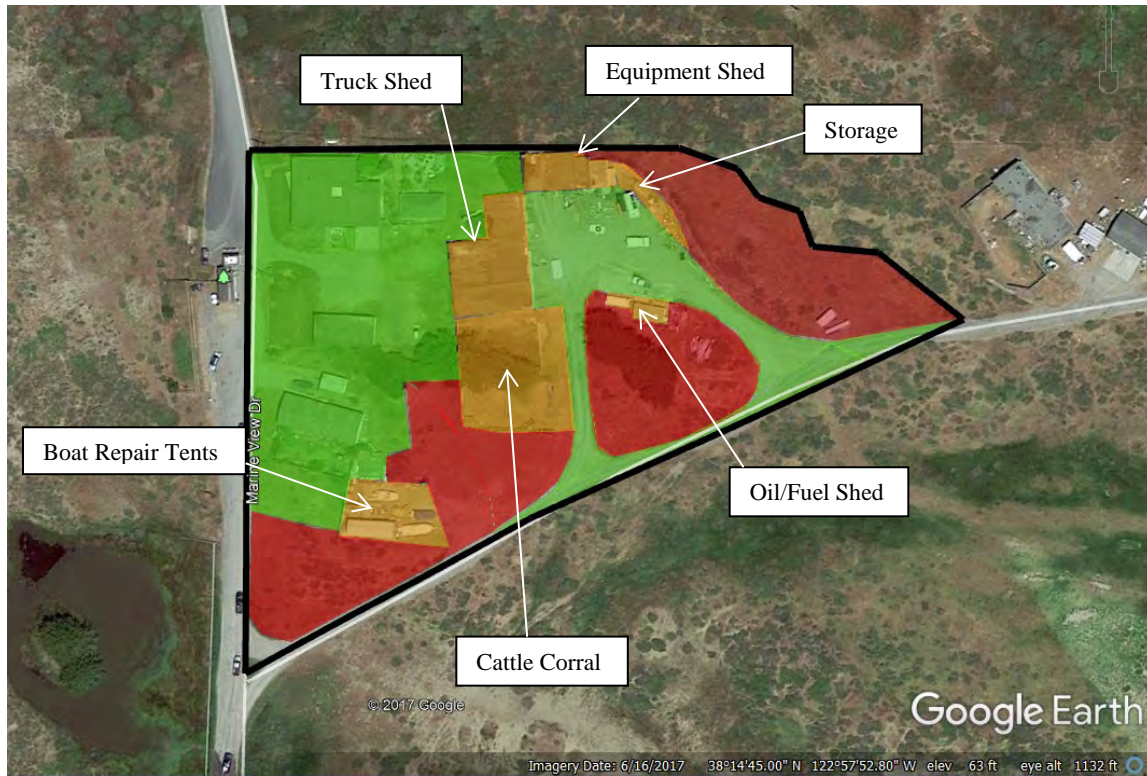 Equipment Shed
Truck Shed
Storage
Marine View Dr
Boat Repair Tents
Oil/Fuel Shed
Cattle Corral
© 2017 Google
Google Earth
Imagery Date: 6/16/2017 38°14'45.00" N 122°57'52.80" W elev 63 ft eye alt 1132 ft